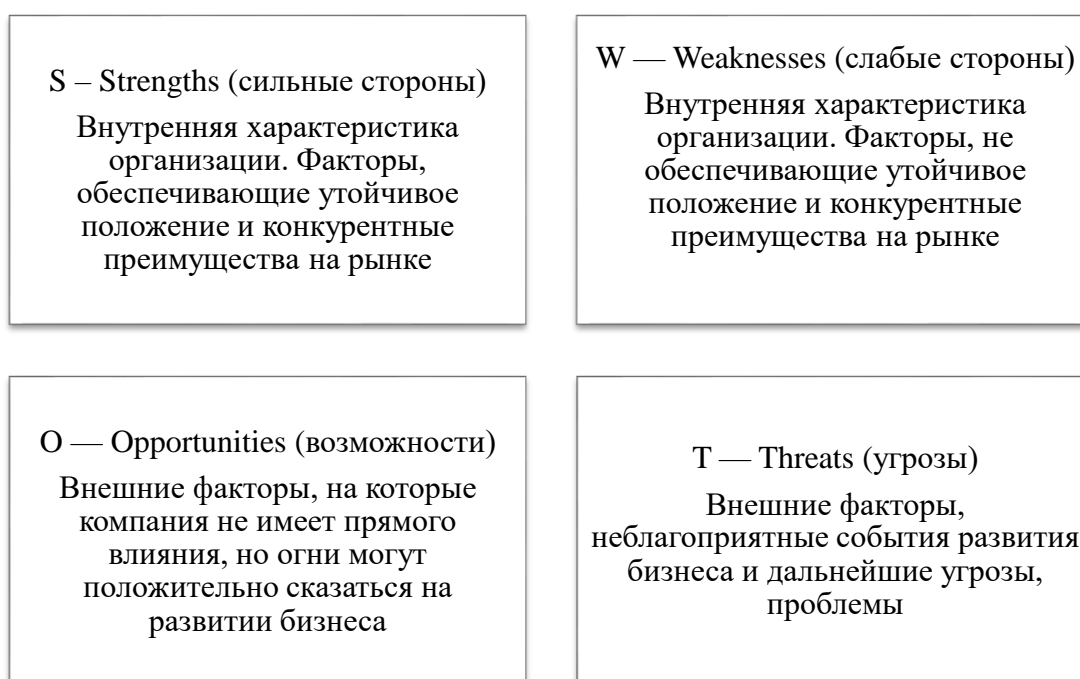 S – Strengths (сильные стороны)
Внутренняя характеристика
организации. Факторы,
обеспечивающие утойчивое
положение и конкурентные
преимущества на рынке
W — Weaknesses (слабые стороны)
Внутренняя характеристика
организации. Факторы, не
обеспечивающие утойчивое
положение и конкурентные
преимущества на рынке
O — Opportunities (возможности)
Внешние факторы, на которые
компания не имеет прямого
влияния, но огни могут
положительно сказаться на
развитии бизнеса
T — Threats (угрозы)
Внешние факторы,
неблагоприятные события развития
бизнеса и дальнейшие угрозы,
проблемы